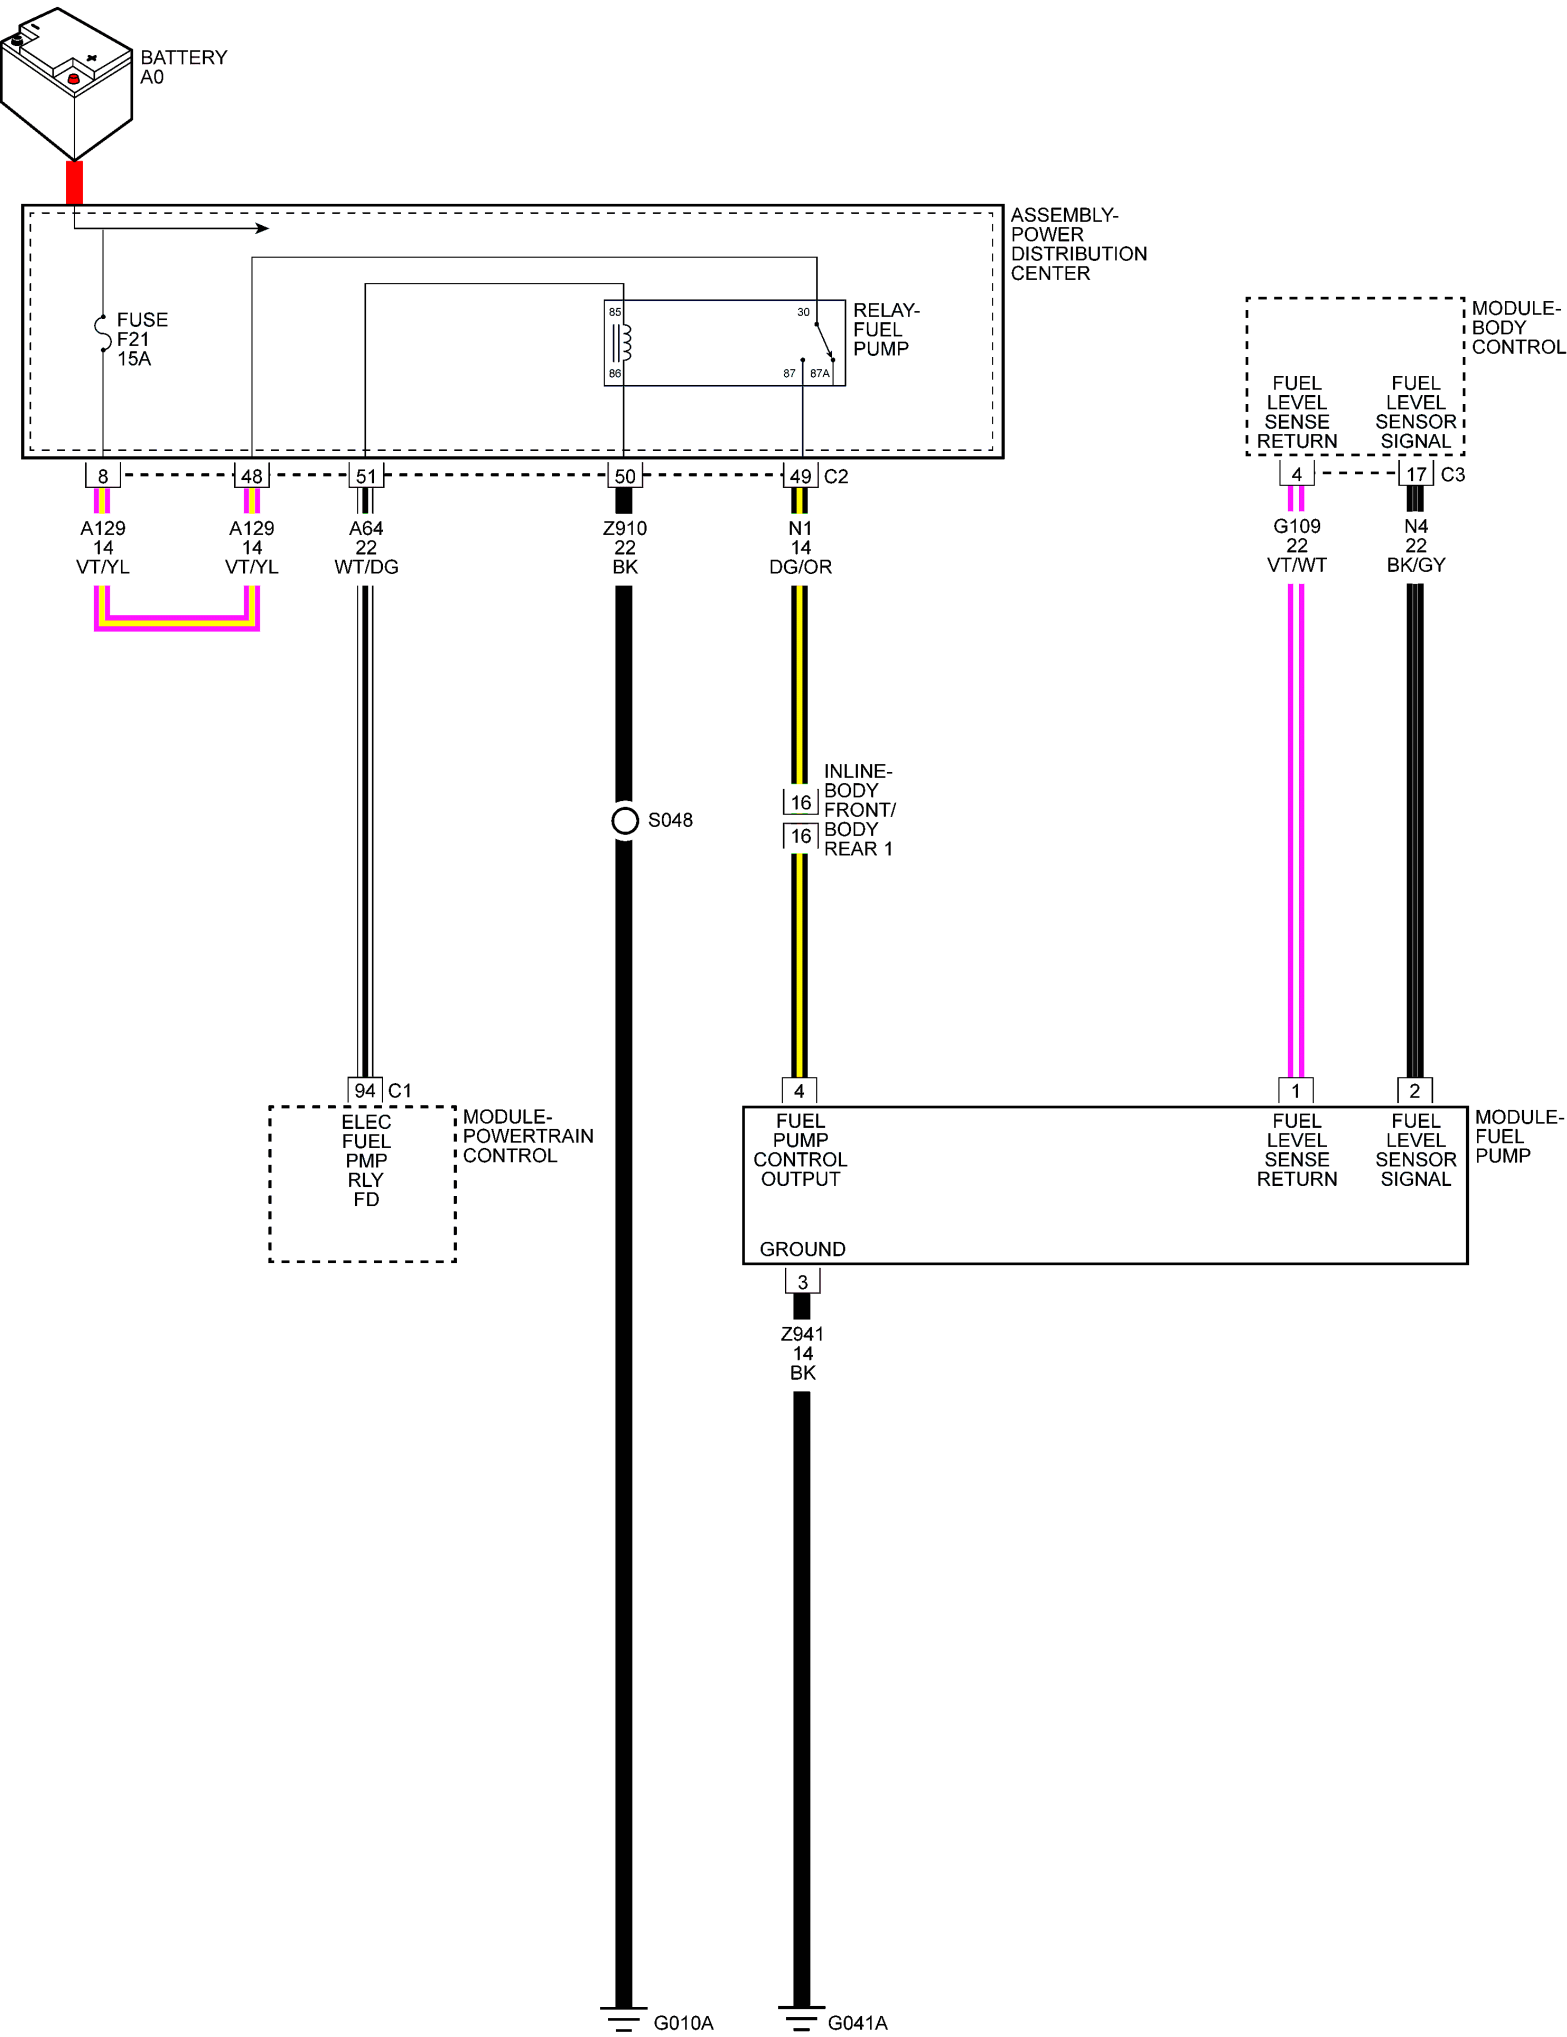 BATTERY
A0
ASSEMBLY-
POWER
DISTRIBUTION
CENTER
FUSE
F21
15A
85
86
30
87
87A
RELAY-
FUEL
PUMP
MODULE-
BODY
CONTROL
FUEL
LEVEL
SENSE
RETURN
FUEL
LEVEL
SENSOR
SIGNAL
8
48
51
50
49
C2
4
17
C3
A129
14
VT/YL
A129
14
VT/YL
A64
22
WT/DG
Z910
22
BK
N1
14
DG/OR
G109
22
VT/WT
N4
22
BK/GY
S048
16
16
INLINE-
BODY
FRONT/
BODY
REAR 1
94
C1
ELEC
FUEL
PMP
RLY
FD
MODULE-
POWERTRAIN
CONTROL
4
1
2
FUEL
PUMP
CONTROL
OUTPUT
FUEL
LEVEL
SENSE
RETURN
FUEL
LEVEL
SENSOR
SIGNAL
MODULE-
FUEL
PUMP
GROUND
3
Z941
14
BK
G010A
G041A